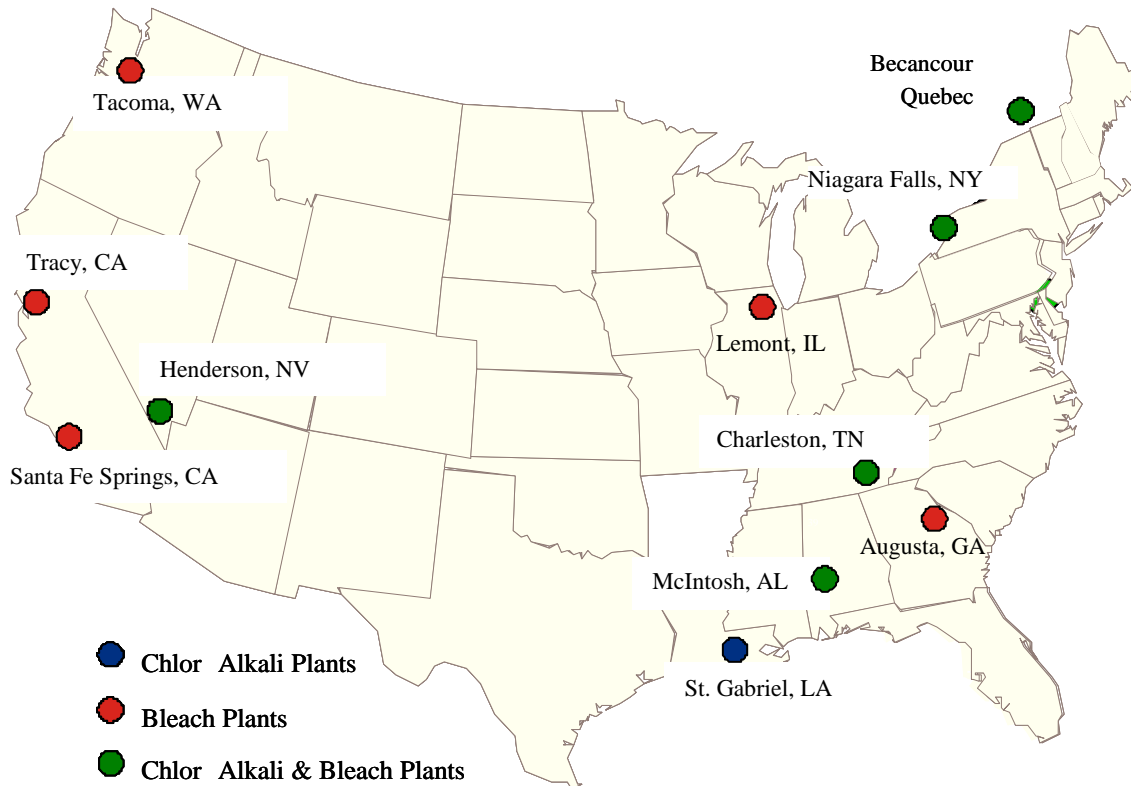 Becancour
Quebec
Tacoma, WA
Niagara Falls, NY
Tracy, CA
Lemont, IL
Henderson, NV
Charleston, TN
Santa Fe Springs, CA
Augusta, GA
McIntosh, AL
St. Gabriel, LA
Chlor Alkali Plants
Bleach Plants
Chlor Alkali & Bleach Plants